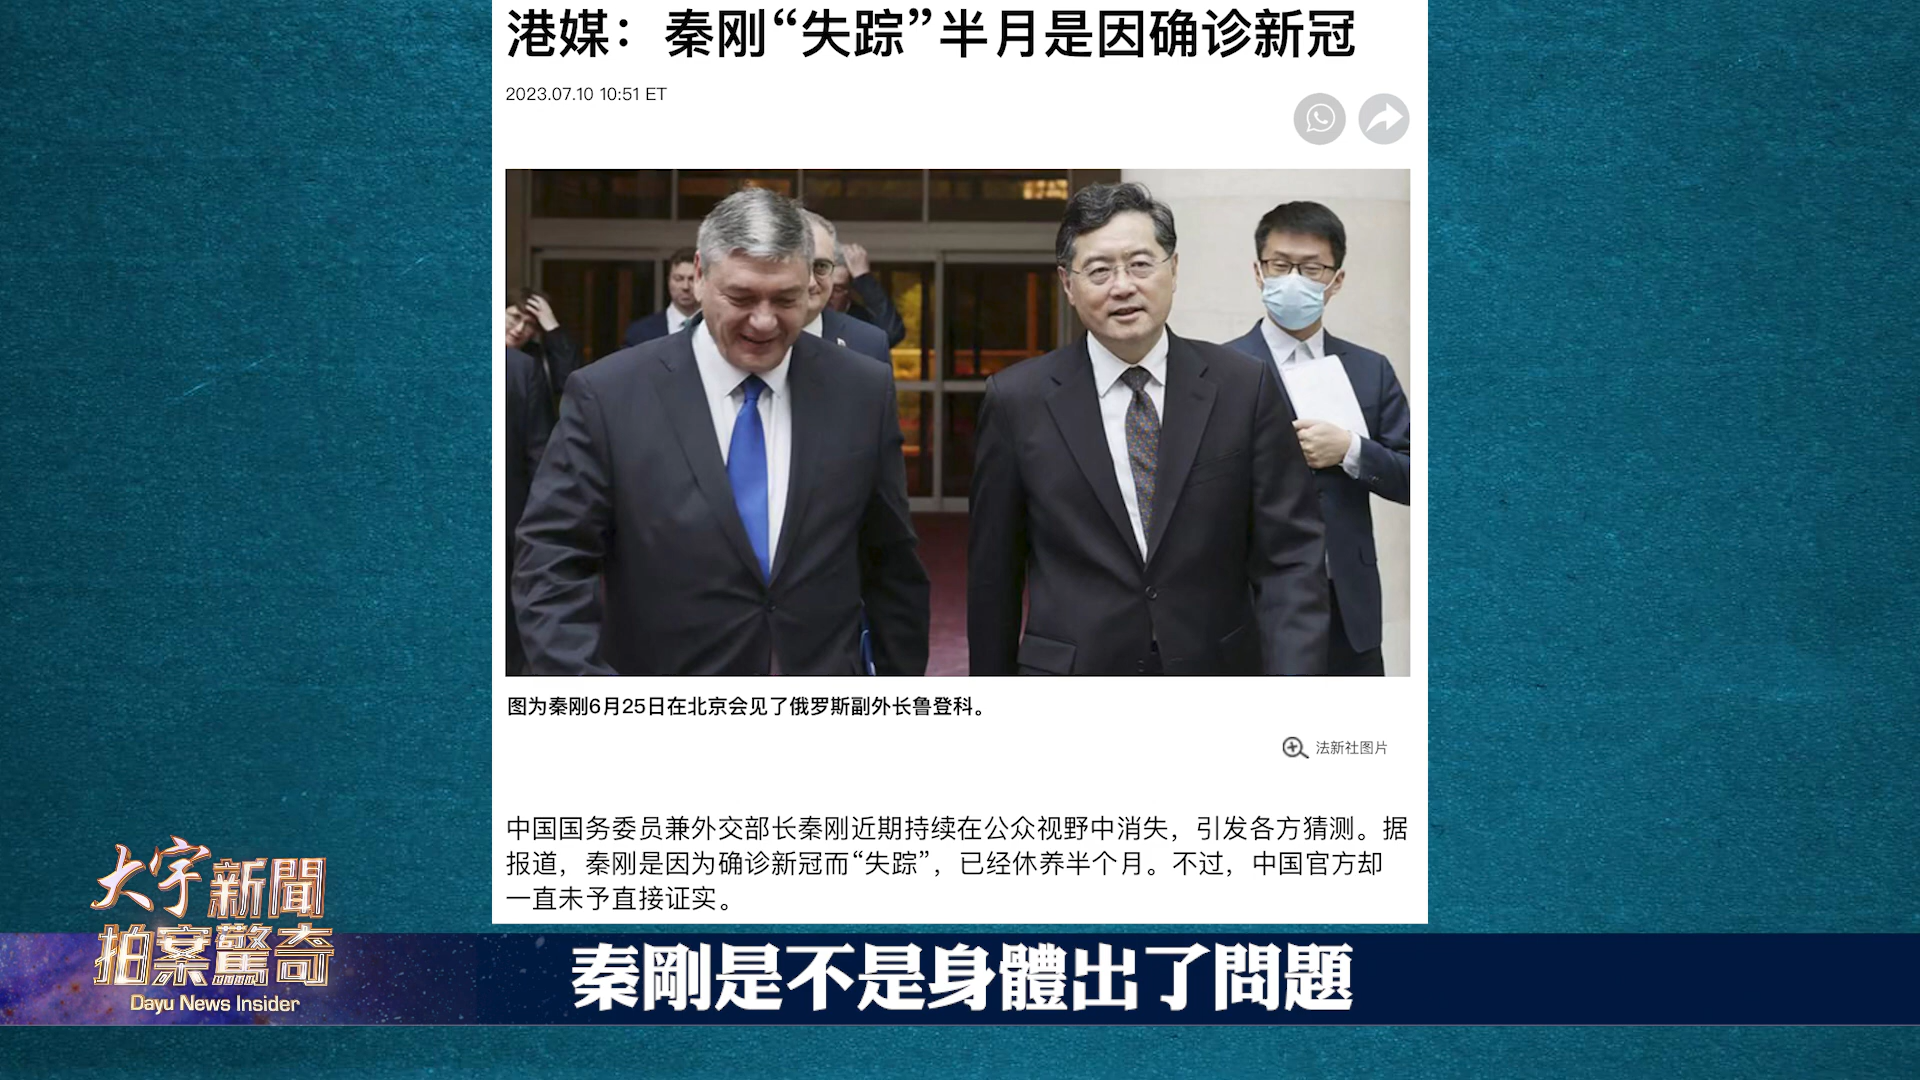 港媒：秦刚“失踪”半月是因确诊新冠
2023.07.10 10:51 ET
图为秦刚6月25日在北京会见了俄罗斯副外长鲁登科。
法新社图片
中国国务委员兼外交部长秦刚近期持续在公众视野中消失，引发各方猜测。据
报道，秦刚是因为确诊新冠而“失踪”，已经休养半个月。不过，中国官方却
一直未予直接证实。
大宇新聞
拍案驚奇
Dayu News Insider
秦剛是不是身體出了問題